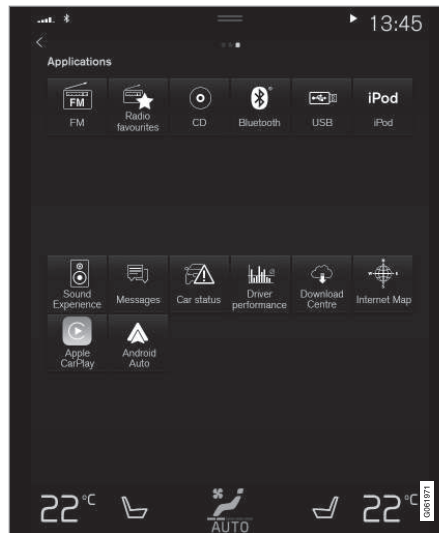 13:45
Applications
FM
FM
Radio
favourites
CD
Bluetooth
USB
iPod
iPod
Sound
Experience
Messages
Car status
Driver
performance
Download
Centre
Internet Map
Apple
CarPlay
Android
Auto
22°C
AUTO
22°C
G061971